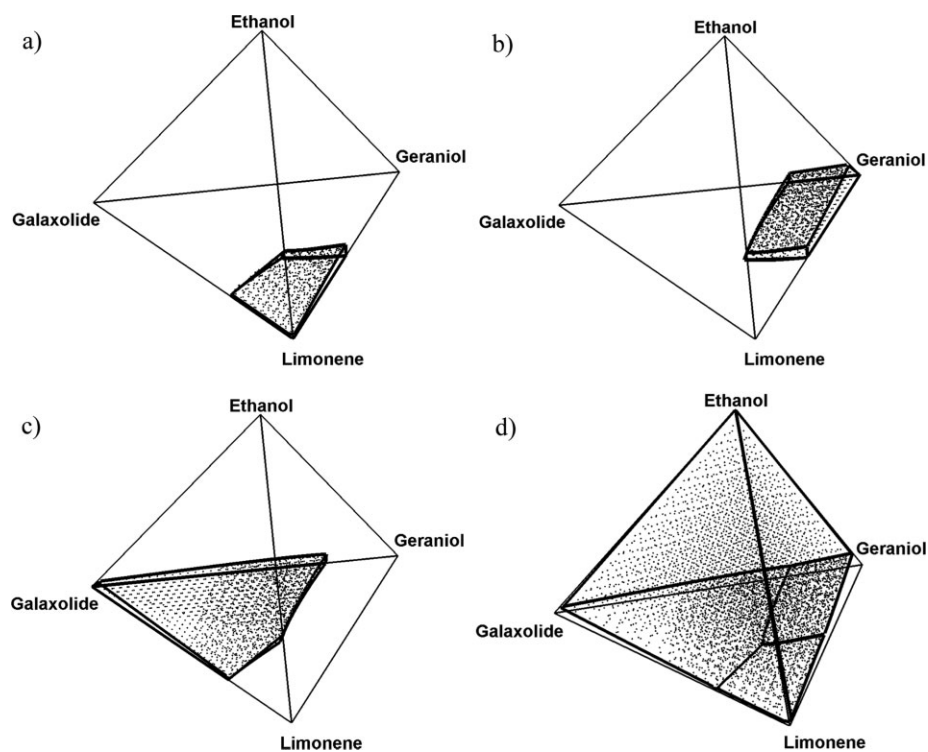 a)
Ethanol
Geraniol
Galaxolide
Limonene
b)
Ethanol
Geraniol
Galaxolide
Limonene
c)
Ethanol
Geraniol
Galaxolide
Limonene
d)
Ethanol
Geraniol
Galaxolide
Limonene